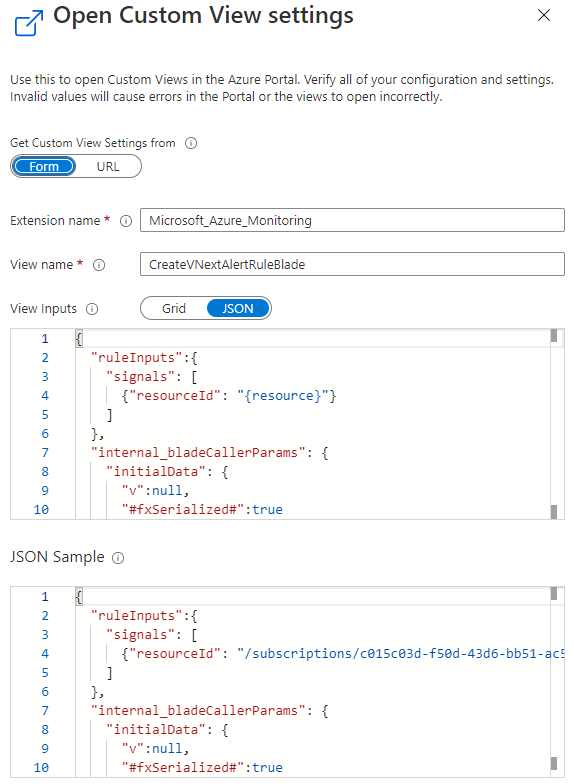 Open Custom View settings
Use this to open Custom Views in the Azure Portal. Verify all of your configuration and settings.
Invalid values will cause errors in the Portal or the views to open incorrectly.
Get Custom View Settings from
Form URL
Extension name * Microsoft_Azure_Monitoring
View name * CreateVNextAlertRuleBlade
View Inputs Grid JSON
1 {
2 "ruleInputs":{
3 "signals": [
4 {"resourceId": "{resource}"}
5 ]
6 },
7 "internal_bladeCallerParams": {
8 "initialData": {
9 "v":null,
10 "#fxSerialized#":true
JSON Sample
1 {
2 "ruleInputs":{
3 "signals": [
4 {"resourceId": "/subscriptions/c015c03d-f50d-43d6-bb51-ac5
5 ]
6 },
7 "internal_bladeCallerParams": {
8 "initialData": {
9 "v":null,
10 "#fxSerialized#":true